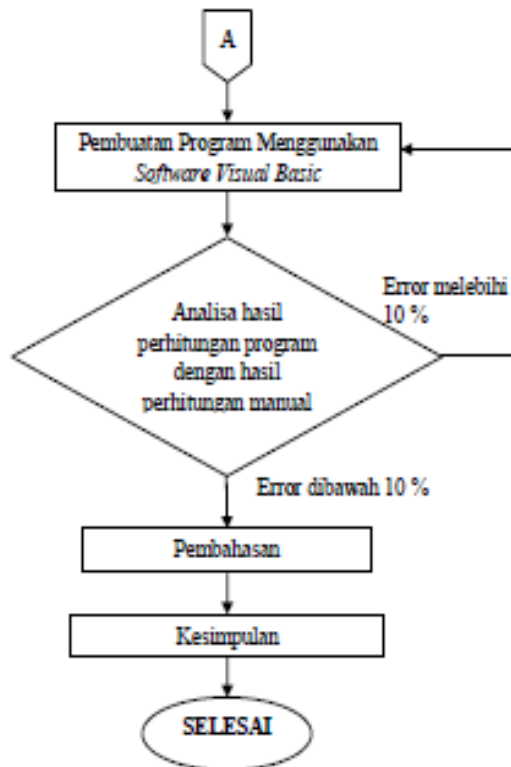 A
Pembuatan Program Menggunakan
Software Visual Basic
Error melebihi
10 %
Analisa hasil
perhitungan program
dengan hasil
perhitungan manual
Error dibawah 10 %
Pembahasan
Kesimpulan
SELESAI